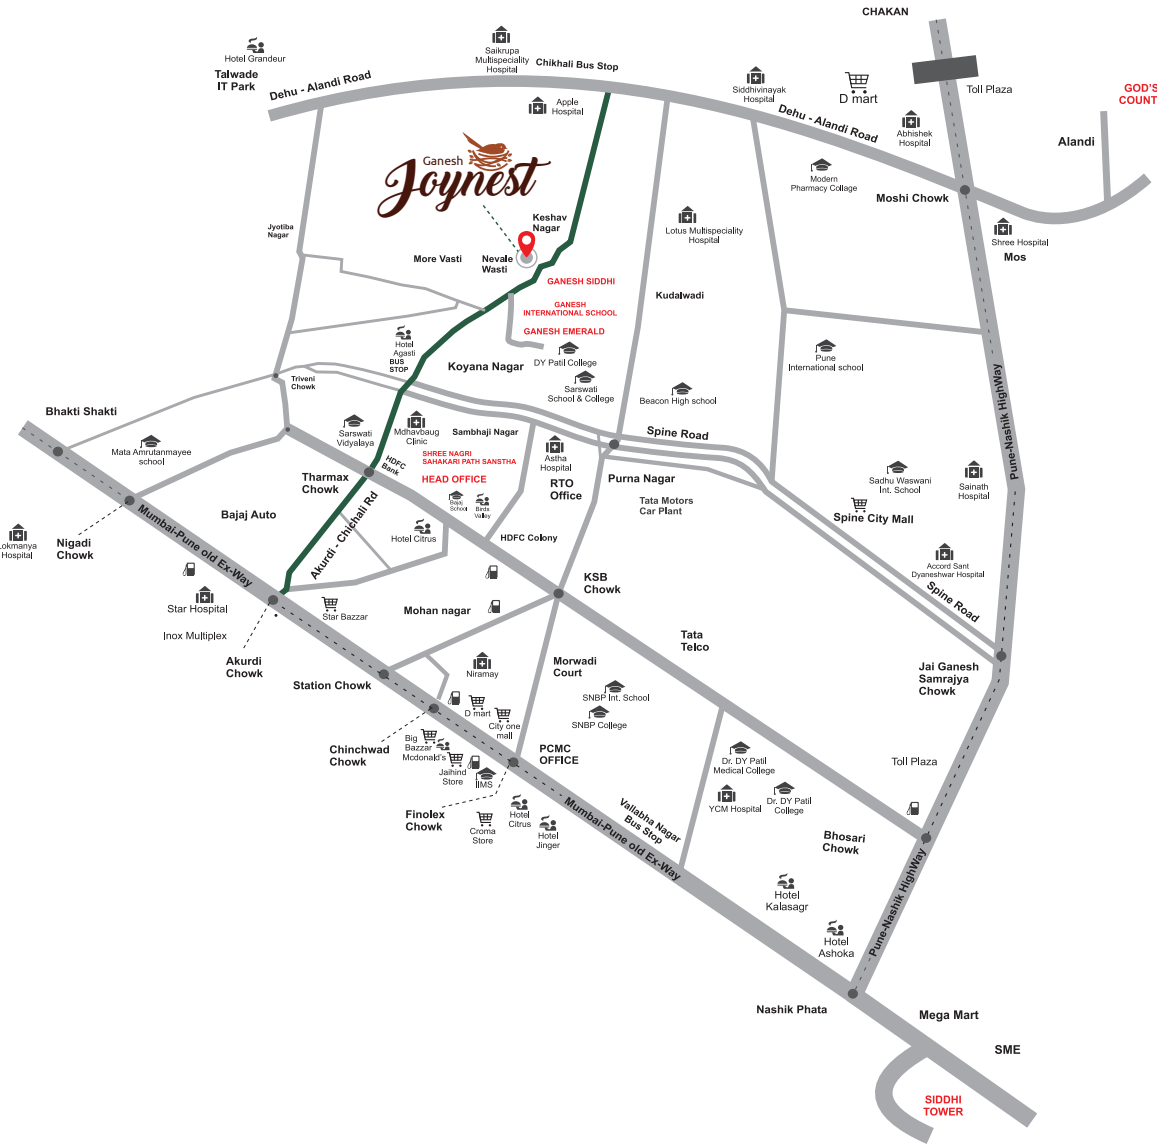 CHAKAN
Hotel Grandeur
Talwade
IT Park
Dehu - Alandi Road
Saikrupa
Multispeciality
Hospital
Chikhali Bus Stop
Apple
Hospital
Siddhivinayak
Hospital
D mart
Dehu - Alandi Road
Abhishek
Hospital
Toll Plaza
GOD'S
COUNT
Alandi
Ganesh
Joynest
Modern
Pharmacy Collage
Moshi Chowk
Jyotiba
Nagar
Keshav
Nagar
Lotus Multispeciality
Hospital
Shree Hospital
Mos
More Vasti
Nevale
Wasti
GANESH SIDDHI
Kudalwadi
GANESH
INTERNATIONAL SCHOOL
GANESH EMERALD
Hotel
Agasti
BUS
STOP
Koyana Nagar
DY Patil College
Sarswati
School & College
Beacon High school
Pune
International school
Pune-Nashik HighWay
Triveni
Chowk
Bhakti Shakti
Mata Amrutanmayee
school
Sarswati
Vidyalaya
Mdhavbaug
Clinic
Sambhaji Nagar
Spine Road
SHREE NAGRI
SAHAKARI PATH SANSTHA
HEAD OFFICE
HDFC
Bank
Astha
Hospital
RTO
Office
Purna Nagar
Tata Motors
Car Plant
Sadhu Waswani
Int. School
Sainath
Hospital
Tharmax
Chowk
Bajaj
School
Birds
Valley
Spine City Mall
Bajaj Auto
Akurdi - Chichali Rd
Hotel Citrus
HDFC Colony
Lokmanya
Hospital
Nigadi
Chowk
Mumbai-Pune old Ex-Way
Accord Sant
Dyaneshwar Hospital
KSB
Chowk
Spine Road
Star Hospital
Star Bazzar
Mohan nagar
Inox Multiplex
Tata
Telco
Akurdi
Chowk
Station Chowk
Niramay
Morwadi
Court
Jai Ganesh
Samrajya
Chowk
SNBP Int. School
SNBP College
D mart
City one
mall
Chinchwad
Chowk
Big
Bazzar
Mcdonald's
Jaihind
Store
IIMS
PCMC
OFFICE
Dr. DY Patil
Medical College
Toll Plaza
Finolex
Chowk
Croma
Store
Hotel
Citrus
Hotel
Jinger
Mumbai-Pune old Ex-Way
Vallabha Nagar
Bus Stop
YCM Hospital
Dr. DY Patil
College
Bhosari
Chowk
Pune-Nashik HighWay
Hotel
Kalasagr
Hotel
Ashoka
Nashik Phata
Mega Mart
SME
SIDDHI
TOWER